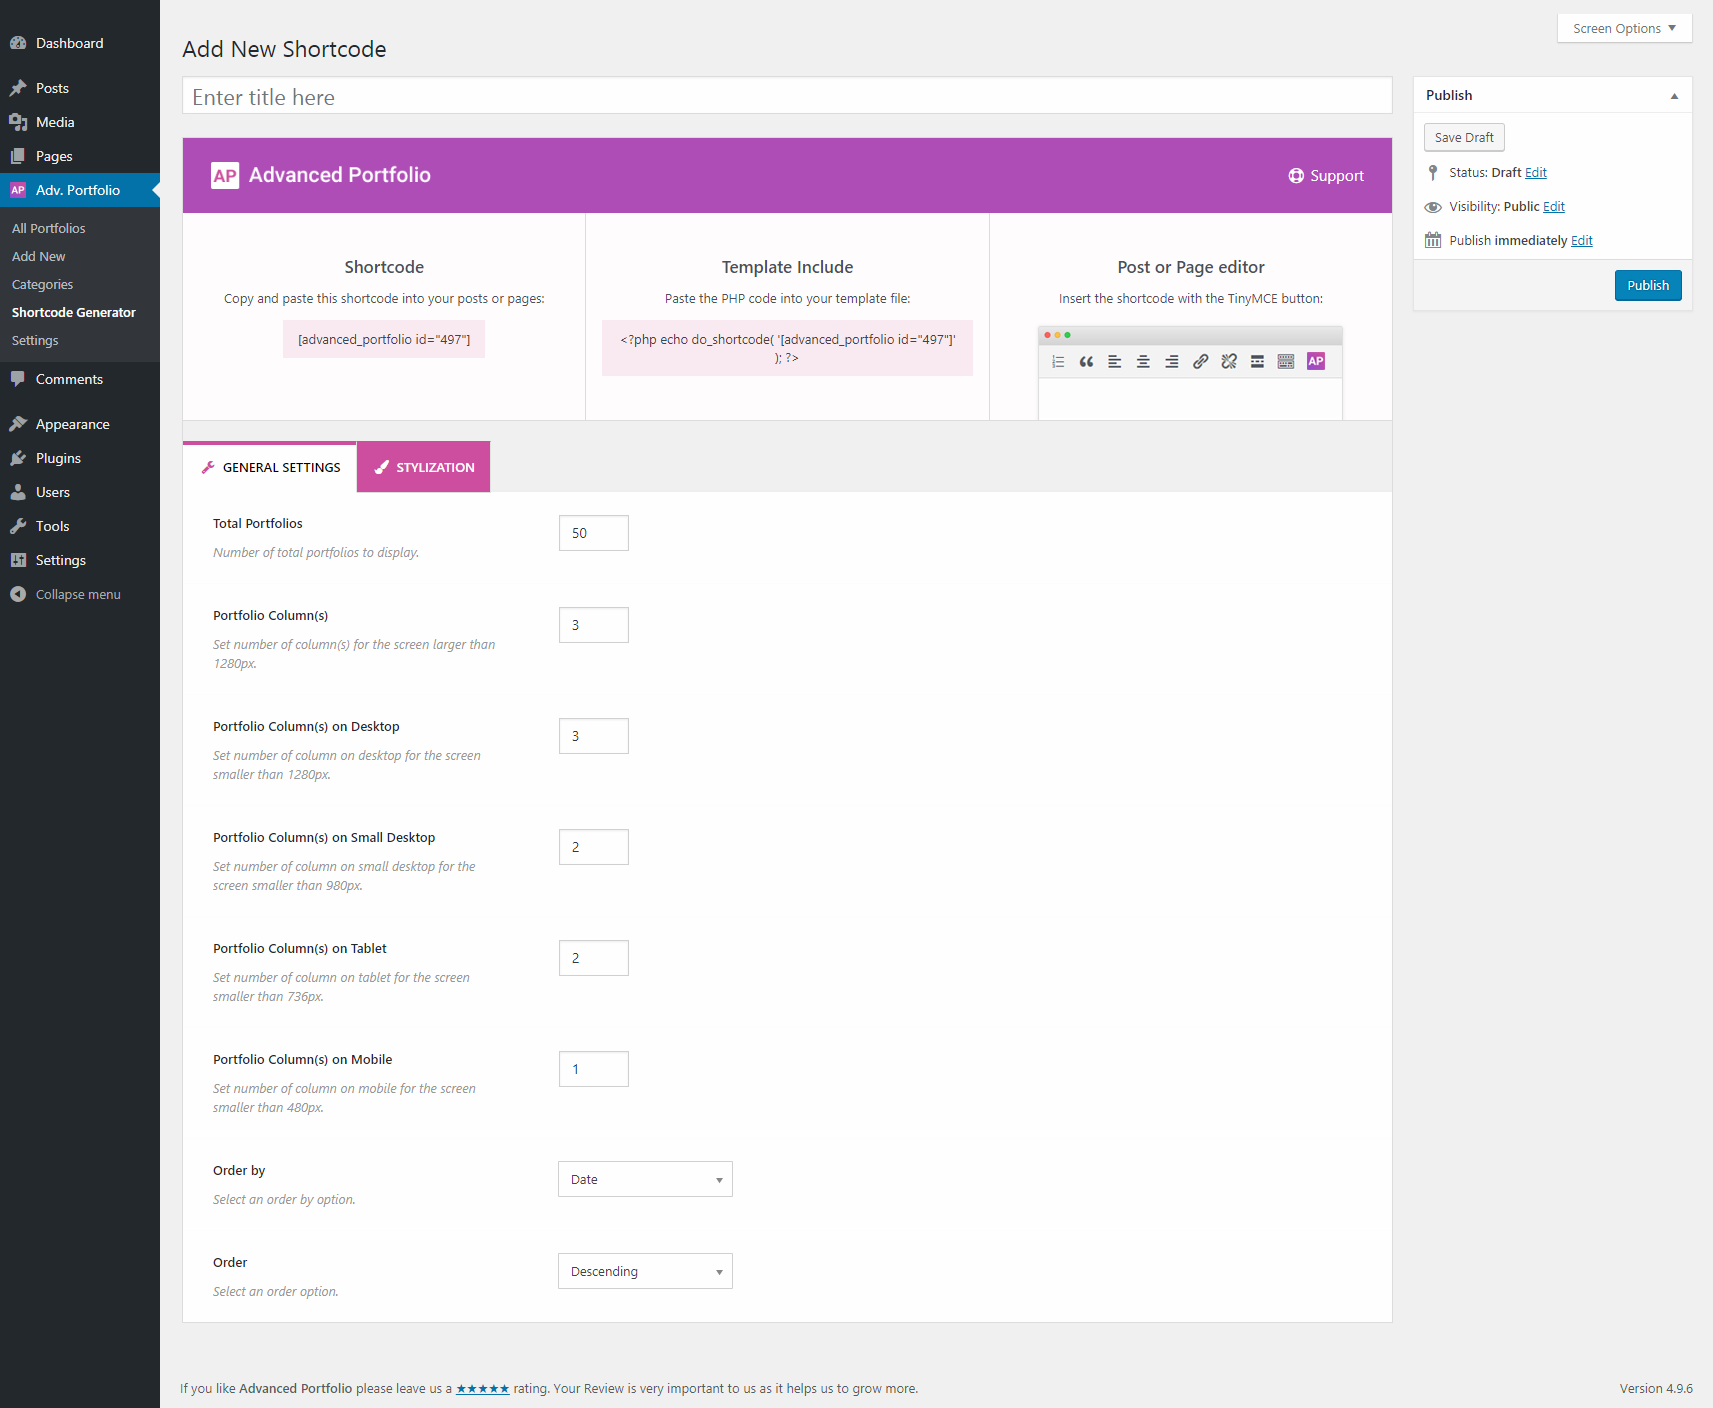 Dashboard
Posts
Media
Pages
AP Adv. Portfolio
All Portfolios
Add New
Categories
Shortcode Generator
Settings
Comments
Appearance
Plugins
Users
Tools
Settings
Collapse menu
Screen Options
Add New Shortcode
Enter title here
AP Advanced Portfolio
Support
Shortcode
Copy and paste this shortcode into your posts or pages:
[advanced_portfolio id="497"]
Template Include
Paste the PHP code into your template file:
<?php echo do_shortcode( '[advanced_portfolio id="497"]'
); ?>
Post or Page editor
Insert the shortcode with the TinyMCE button:
AP
GENERAL SETTINGS
STYLIZATION
Total Portfolios
Number of total portfolios to display.
50
Portfolio Column(s)
Set number of column(s) for the screen larger than
1280px.
3
Portfolio Column(s) on Desktop
Set number of column on desktop for the screen
smaller than 1280px.
3
Portfolio Column(s) on Small Desktop
Set number of column on small desktop for the
screen smaller than 980px.
2
Portfolio Column(s) on Tablet
Set number of column on tablet for the screen
smaller than 736px.
2
Portfolio Column(s) on Mobile
Set number of column on mobile for the screen
smaller than 480px.
1
Order by
Select an order by option.
Date
Order
Select an order option.
Descending
Publish
Save Draft
Status: Draft Edit
Visibility: Public Edit
Publish immediately Edit
Publish
If you like Advanced Portfolio please leave us a ★★★★★ rating. Your Review is very important to us as it helps us to grow more.
Version 4.9.6